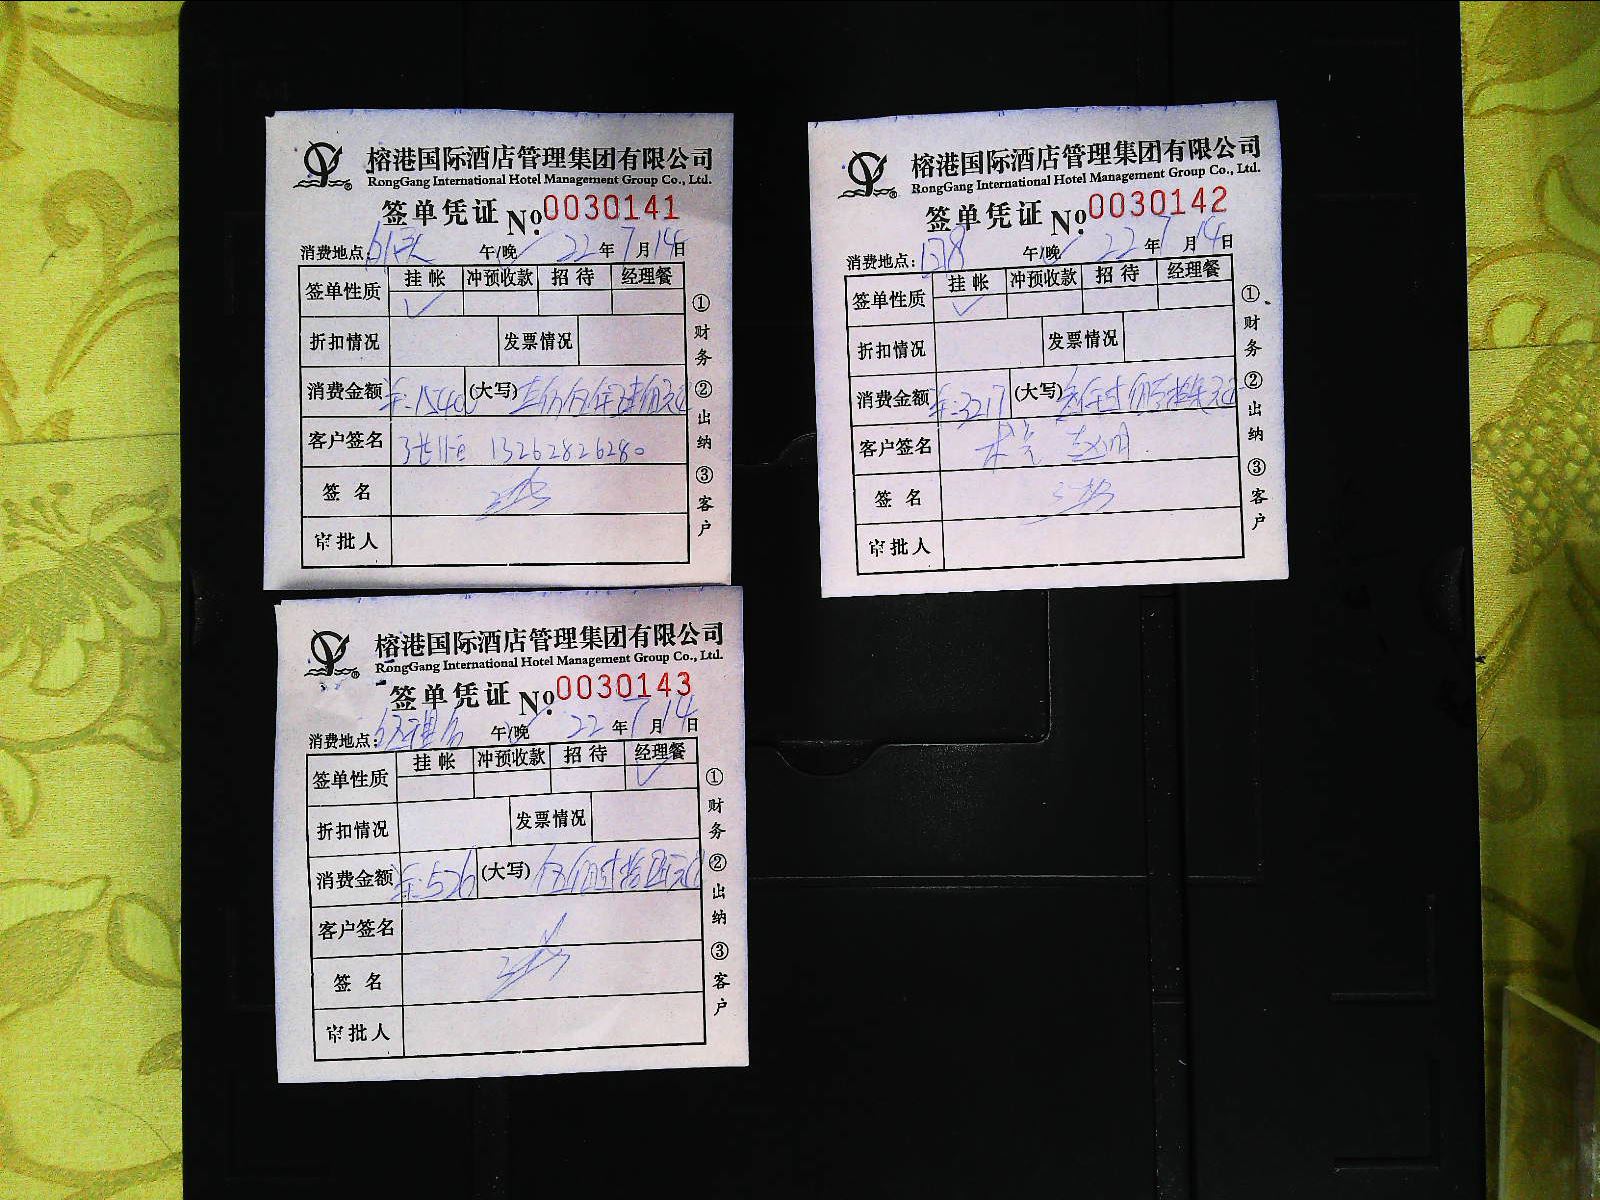 榕港国际酒店管理集团有限公司
RongGang International Hotel Management Group Co., Ltd.
签单凭证 No. 0030141
消费地点: 午/晚 ✓ 22年7月14日
签单性质 挂帐 冲预收款 招待 经理餐
✓
折扣情况 发票情况
消费金额 (大写)
客户签名 13262826280
签名
审批人
①财务 ②出纳 ③客户
榕港国际酒店管理集团有限公司
RongGang International Hotel Management Group Co., Ltd.
签单凭证 No. 0030142
消费地点: 午/晚 ✓ 22年7月14日
签单性质 挂帐 冲预收款 招待 经理餐
✓
折扣情况 发票情况
消费金额 3217 (大写)
客户签名
签名
审批人
①财务 ②出纳 ③客户
榕港国际酒店管理集团有限公司
RongGang International Hotel Management Group Co., Ltd.
签单凭证 No. 0030143
消费地点: 午/晚 ✓ 22年7月14日
签单性质 挂帐 冲预收款 招待 经理餐
✓
折扣情况 发票情况
消费金额 526 (大写)
客户签名
签名
审批人
①财务 ②出纳 ③客户